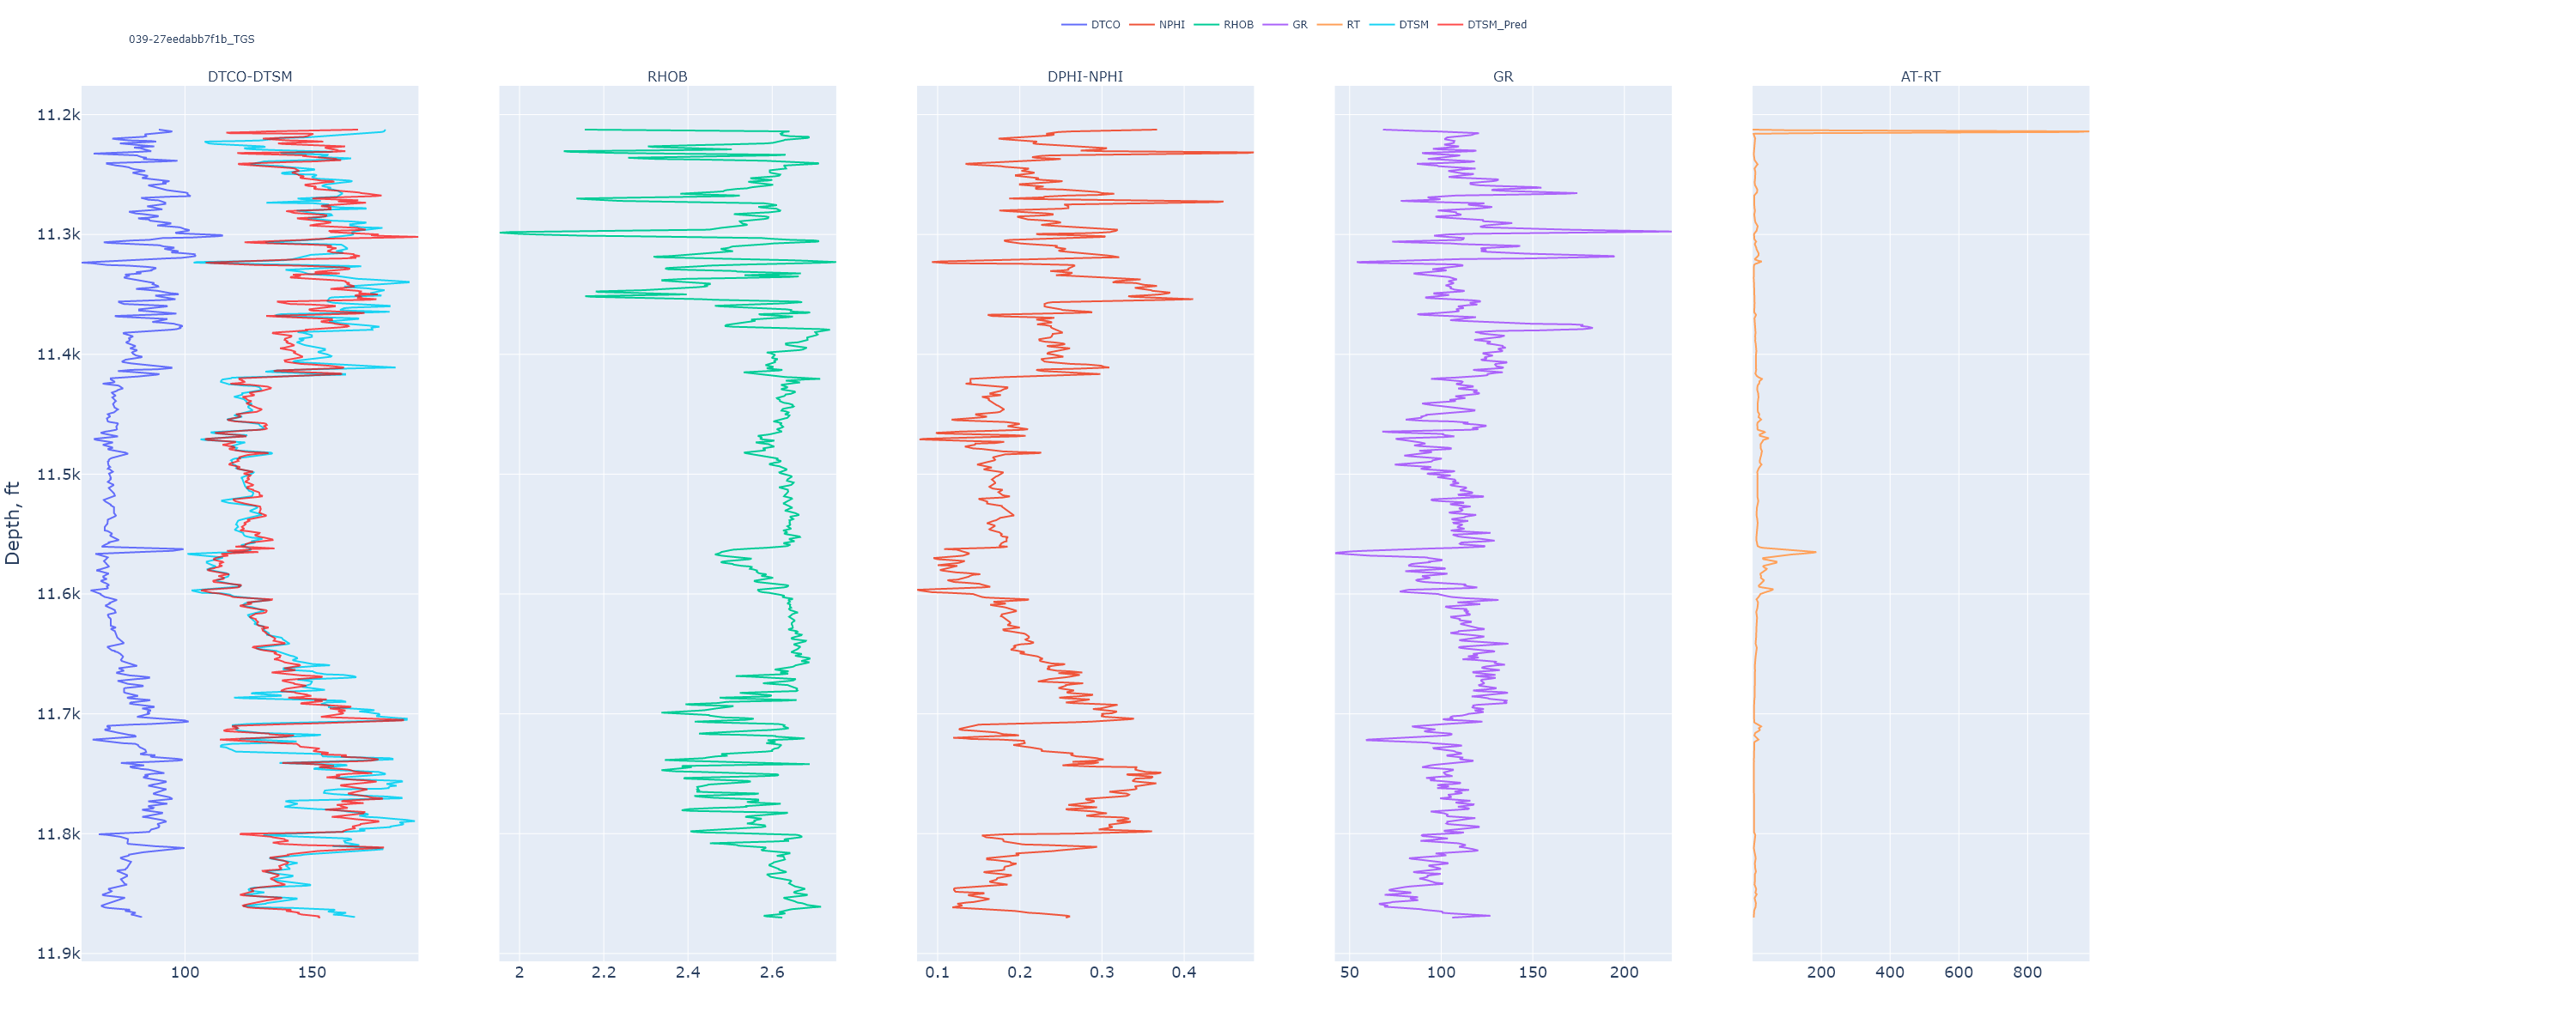 DTCO NPHI RHOB GR RT DTSM DTSM_Pred
039-27eedabb7f1b_TGS
DTCO-DTSM RHOB DPHI-NPHI GR AT-RT
Depth, ft
11.2k
11.3k
11.4k
11.5k
11.6k
11.7k
11.8k
11.9k
100 150 2 2.2 2.4 2.6 0.1 0.2 0.3 0.4 50 100 150 200 200 400 600 800